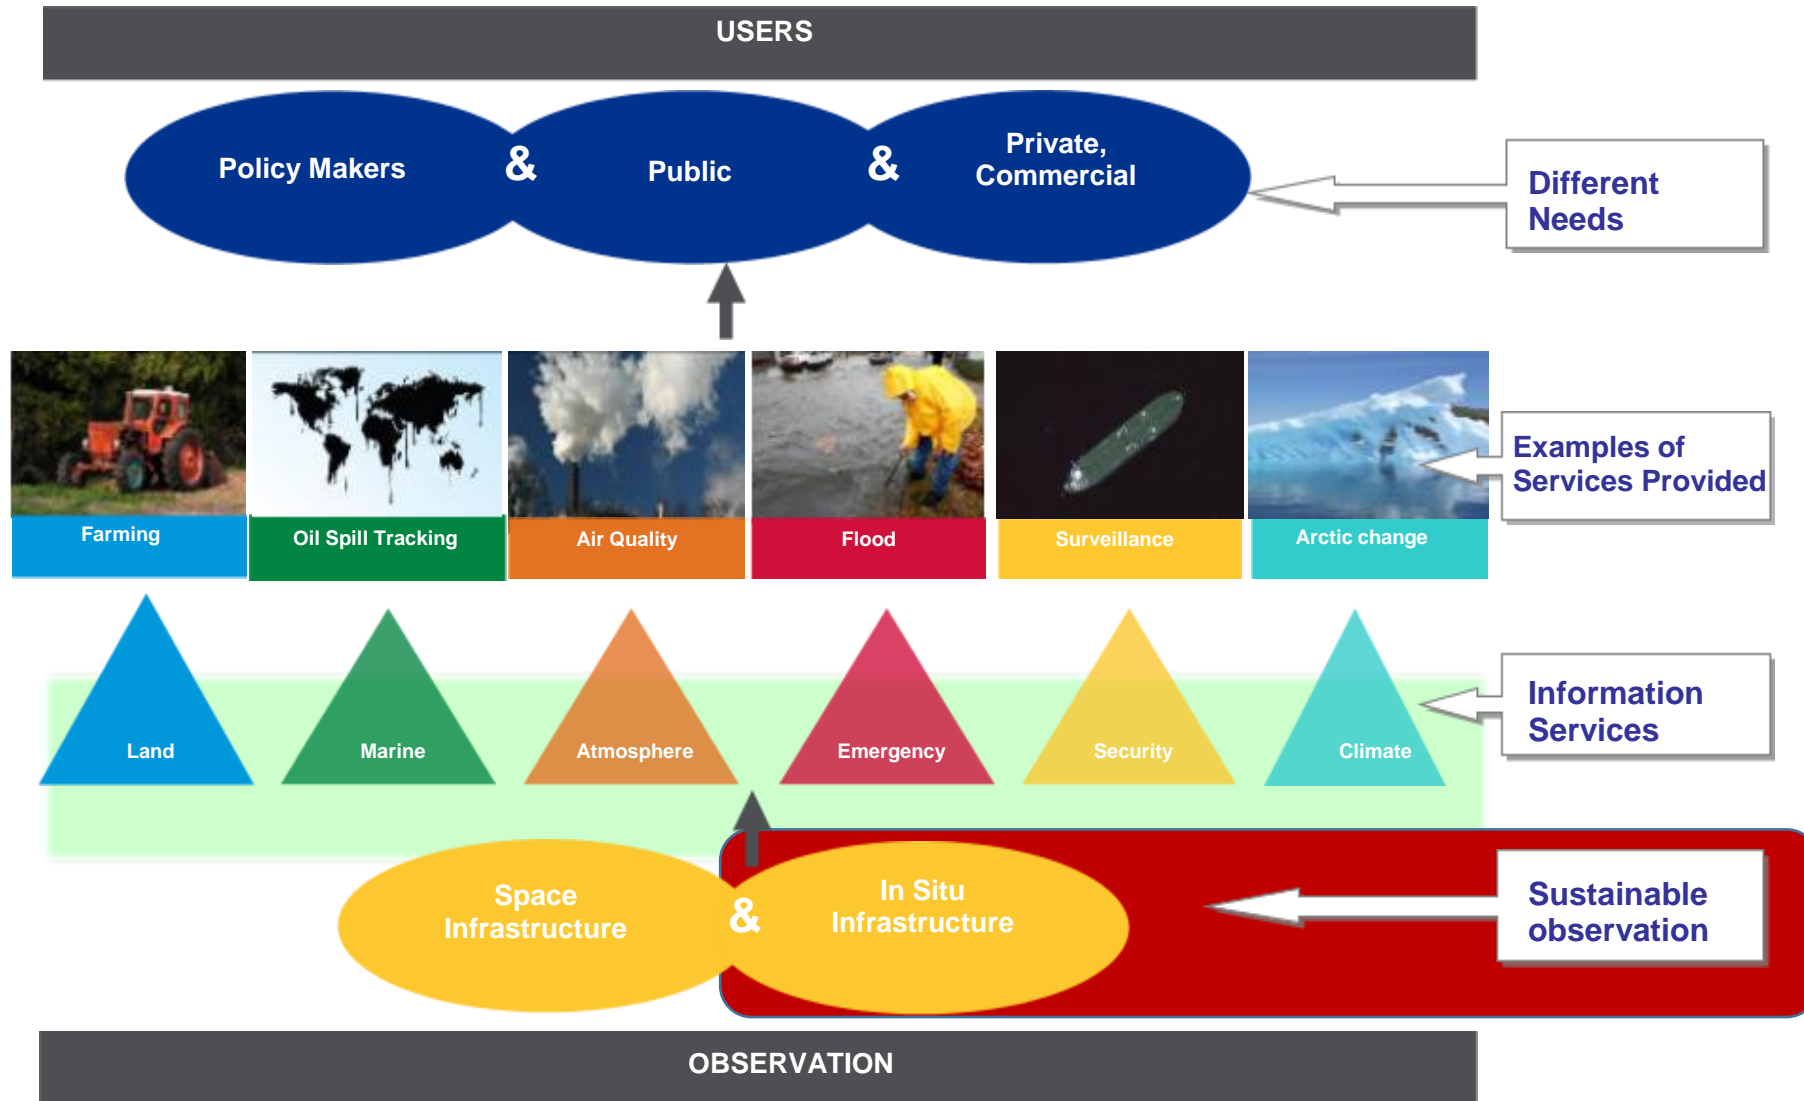 USERS
Policy Makers
&
Public
&
Private,
Commercial
Different
Needs
Farming
Oil Spill Tracking
Air Quality
Flood
Surveillance
Arctic change
Examples of
Services Provided
Land
Marine
Atmosphere
Emergency
Security
Climate
Information
Services
Space
Infrastructure
&
In Situ
Infrastructure
Sustainable
observation
OBSERVATION